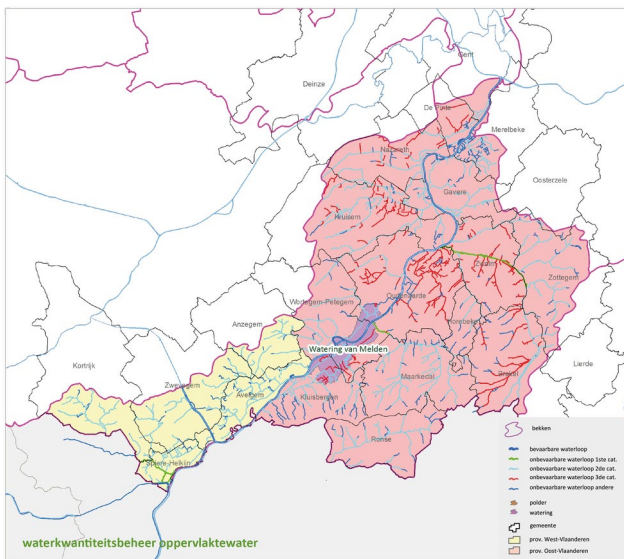 Gent
Deinze
De Pinte
Merelbeke
Nazareth
Oosterzele
Gavere
Kruisem
Zwalm
Zottegem
Wortegem-Petegem
Oudenaarde
Anzegem
Horebeke
Watering van Melden
Lierde
Kortrijk
Zwevegem
Brakel
Maarkedal
Avelgem
Kluisbergen
Ronse
Spiere-Helkijn
bekken
bevaarbare waterloop
onbevaarbare waterloop 1ste cat.
onbevaarbare waterloop 2de cat.
onbevaarbare waterloop 3de cat.
onbevaarbare waterloop andere
polder
watering
gemeente
prov. West-Vlaanderen
prov. Oost-Vlaanderen
waterkwantiteitsbeheer oppervlaktewater